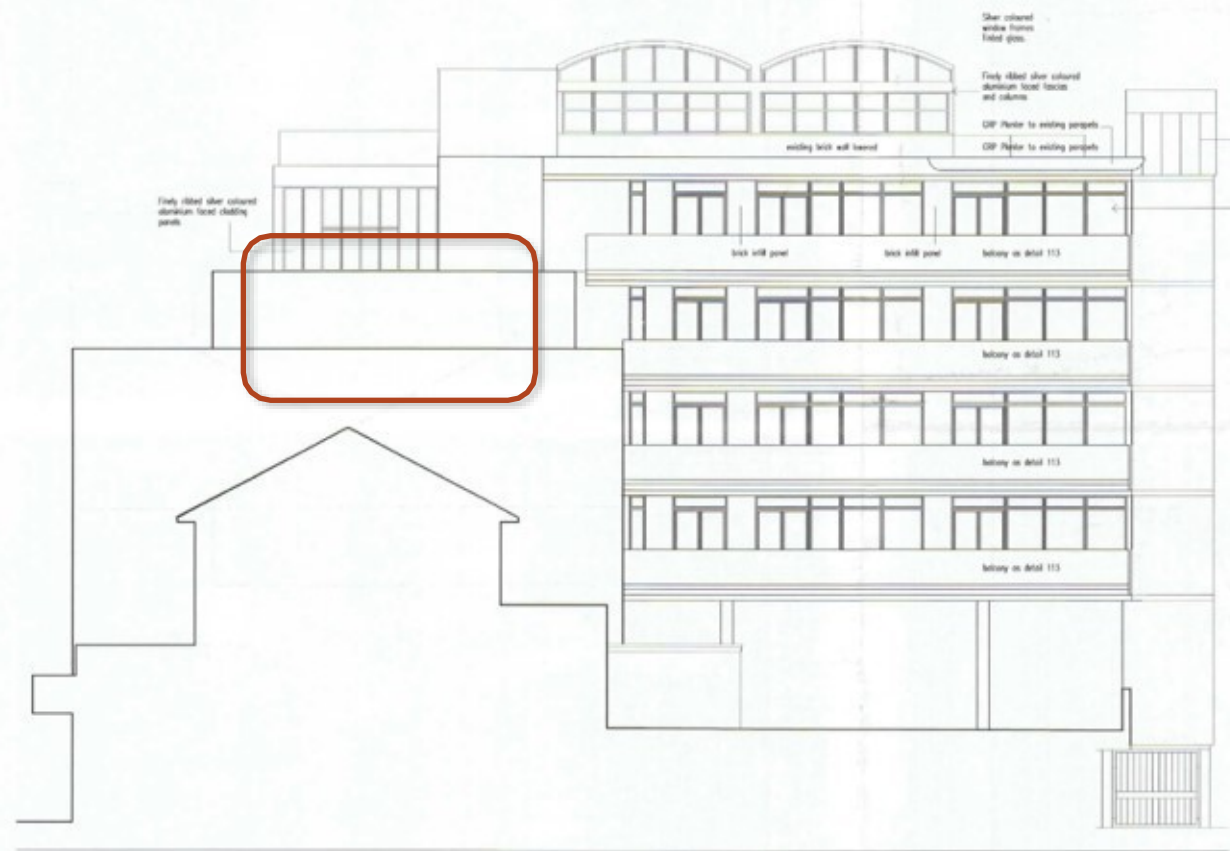 Silver coloured
window frames
tinted glass.
Finely ribbed silver coloured
aluminium faced fascias
and columns
GRP Planter to existing parapets
existing brick wall lowered
GRP Planter to existing parapets
Finely ribbed silver coloured
aluminium faced cladding
panels
brick infill panel
brick infill panel
balcony as detail 113
balcony as detail 113
balcony as detail 113
balcony as detail 113